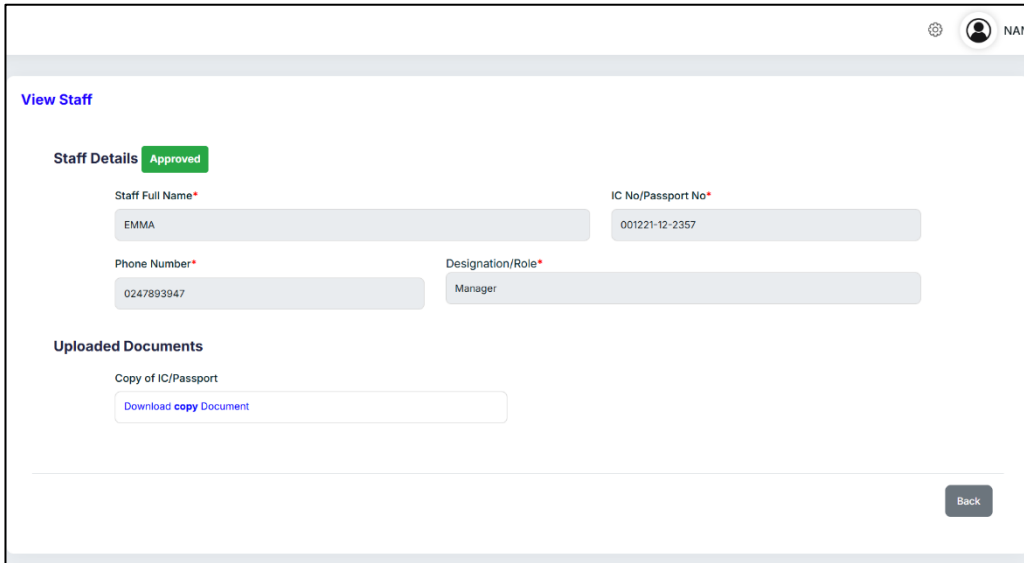 NAM
View Staff
Staff Details Approved
Staff Full Name* IC No/Passport No*
EMMA 001221-12-2357
Phone Number* Designation/Role*
0247893947 Manager
Uploaded Documents
Copy of IC/Passport
Download copy Document
Back